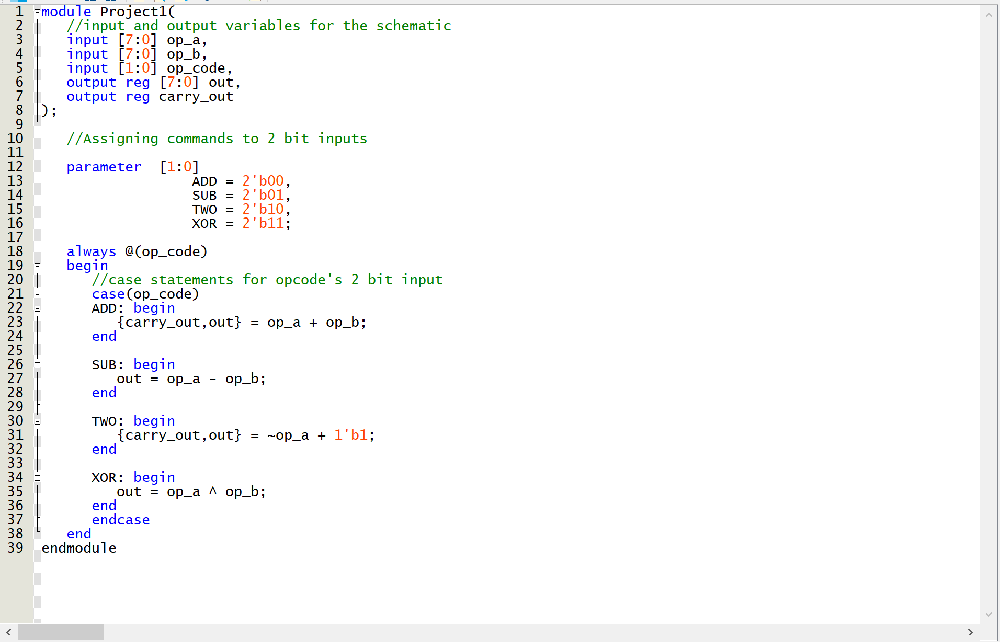 1 module Project1(
2 //input and output variables for the schematic
3 input [7:0] op_a,
4 input [7:0] op_b,
5 input [1:0] op_code,
6 output reg [7:0] out,
7 output reg carry_out
8 );
9
10 //Assigning commands to 2 bit inputs
11
12 parameter  [1:0]
13 ADD = 2'b00,
14 SUB = 2'b01,
15 TWO = 2'b10,
16 XOR = 2'b11;
17
18 always @(op_code)
19 begin
20 //case statements for opcode's 2 bit input
21 case(op_code)
22 ADD: begin
23 {carry_out,out} = op_a + op_b;
24 end
25
26 SUB: begin
27 out = op_a - op_b;
28 end
29
30 TWO: begin
31 {carry_out,out} = ~op_a + 1'b1;
32 end
33
34 XOR: begin
35 out = op_a ^ op_b;
36 end
37 endcase
38 end
39 endmodule